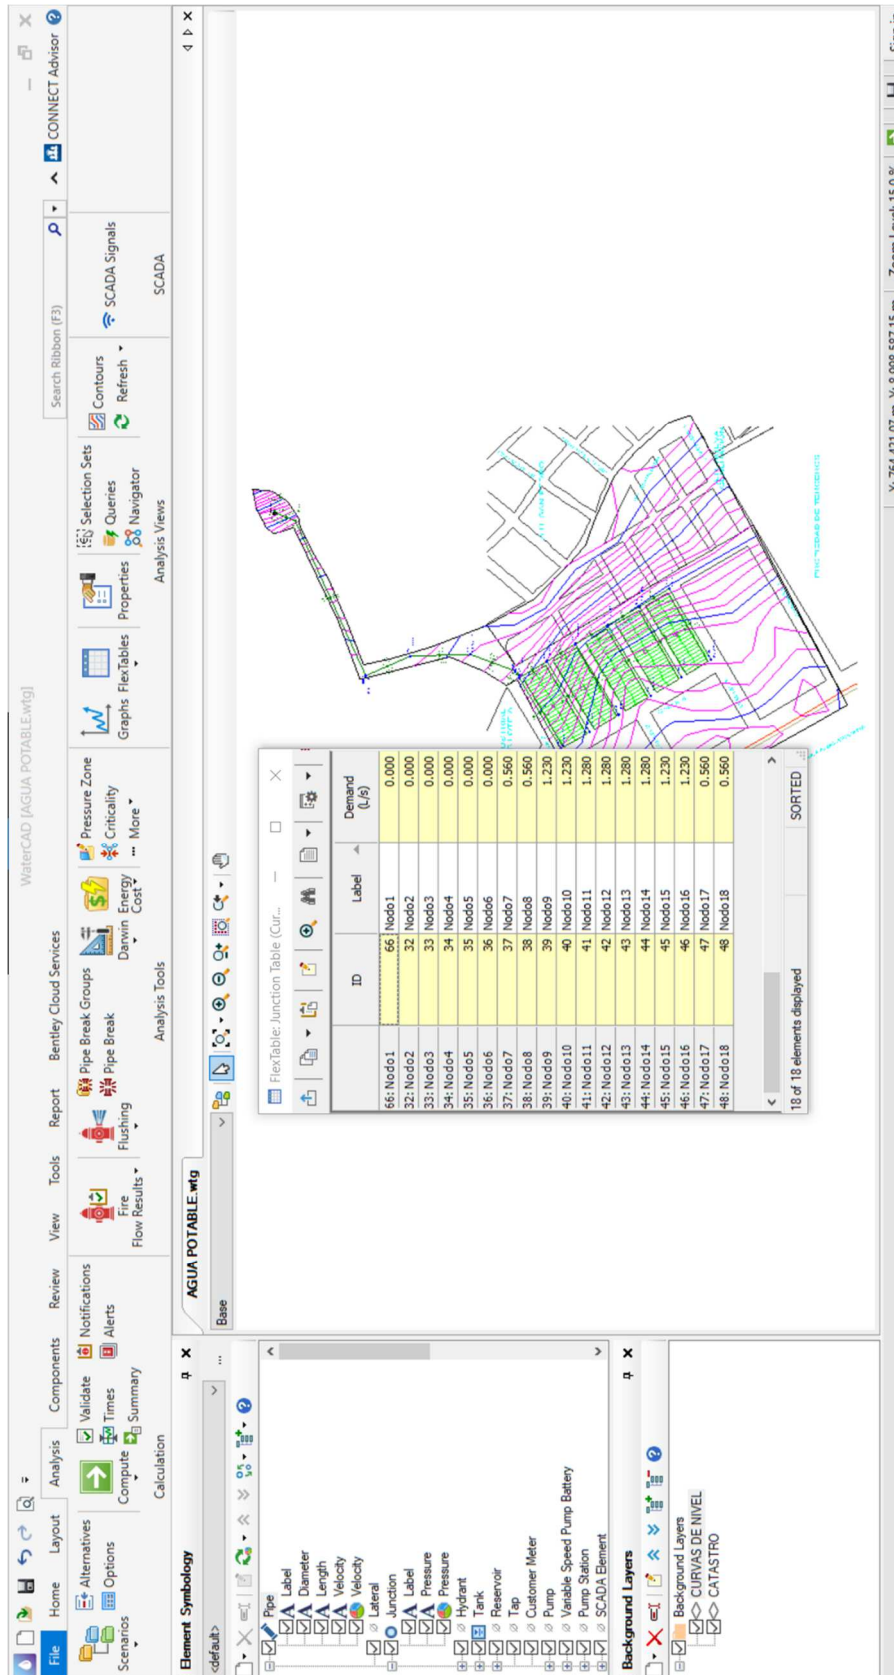 WaterCAD [AGUA POTABLE.wtg]
File Home Layout Analysis Components Review View Tools Report Bentley Cloud Services
Search Ribbon (F3)
CONNECT Advisor
Scenarios
Alternatives
Options
Compute
Validate
Times
Summary
Notifications
Alerts
Calculation
Fire Flow Results
Flushing
Pipe Break Groups
Pipe Break
Darwin
Energy Cost
Pressure Zone
Criticality
More
Analysis Tools
Graphs
FlexTables
Properties
Selection Sets
Queries
Navigator
Contours
Refresh
Analysis Views
SCADA Signals
SCADA
Element Symbology
<default>
Pipe
Label
Diameter
Length
Velocity
Velocity
Lateral
Junction
Label
Pressure
Pressure
Hydrant
Tank
Reservoir
Tap
Customer Meter
Pump
Variable Speed Pump Battery
Pump Station
SCADA Element
Background Layers
Background Layers
CURVAS DE NIVEL
CATASTRO
AGUA POTABLE.wtg
Base
FlexTable: Junction Table (Cur...
ID Label Demand (L/s)
66: Nodo1 66 Nodo1 0.000
32: Nodo2 32 Nodo2 0.000
33: Nodo3 33 Nodo3 0.000
34: Nodo4 34 Nodo4 0.000
35: Nodo5 35 Nodo5 0.000
36: Nodo6 36 Nodo6 0.000
37: Nodo7 37 Nodo7 0.560
38: Nodo8 38 Nodo8 0.560
39: Nodo9 39 Nodo9 1.230
40: Nodo10 40 Nodo10 1.230
41: Nodo11 41 Nodo11 1.280
42: Nodo12 42 Nodo12 1.280
43: Nodo13 43 Nodo13 1.280
44: Nodo14 44 Nodo14 1.280
45: Nodo15 45 Nodo15 1.230
46: Nodo16 46 Nodo16 1.230
47: Nodo17 47 Nodo17 0.560
48: Nodo18 48 Nodo18 0.560
18 of 18 elements displayed
SORTED
Zoom Level: 15.0 %
Sign in